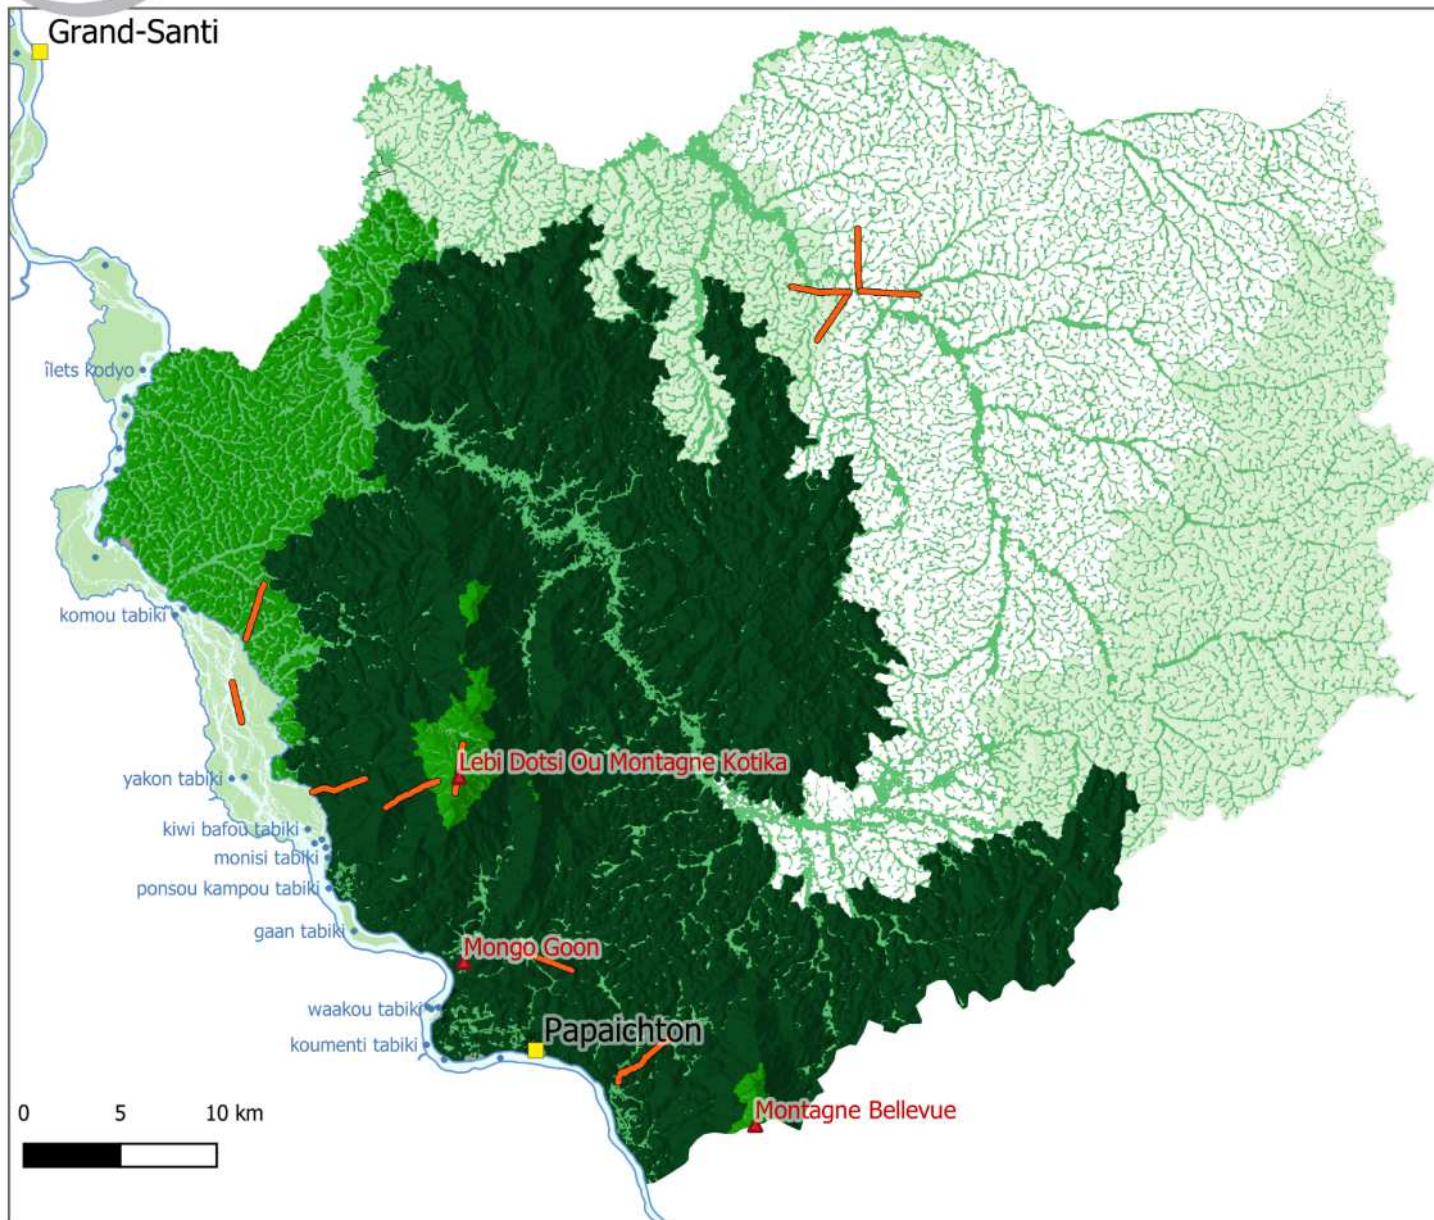 Grand-Santi
îlets kodyo
komou tabiki
Lebi Dotsi Ou Montagne Kotika
yakon tabiki
kiwi bafou tabiki
monisi tabiki
ponsou kampou tabiki
gaan tabiki
Mongo Goon
waakou tabiki
Papaichton
koumenti tabiki
0 5 10 km
Montagne Bellevue